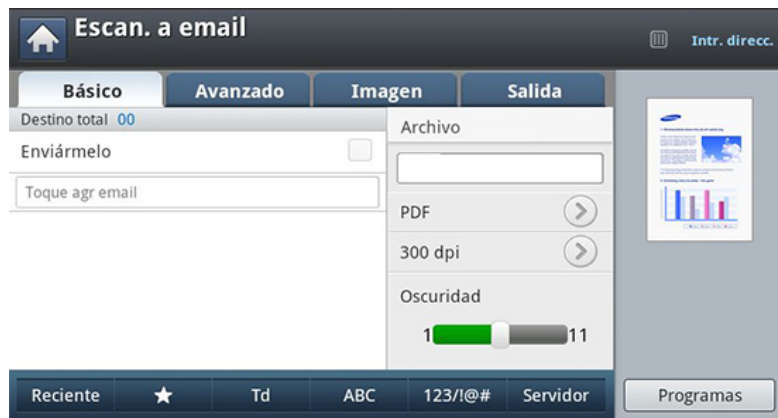 Escan. a email
Intr. direcc.
Básico
Avanzado
Imagen
Salida
Destino total 00
Enviármelo
Toque agr email
Archivo
PDF
300 dpi
Oscuridad
1 11
Reciente
Td
ABC
123/!@#
Servidor
Programas